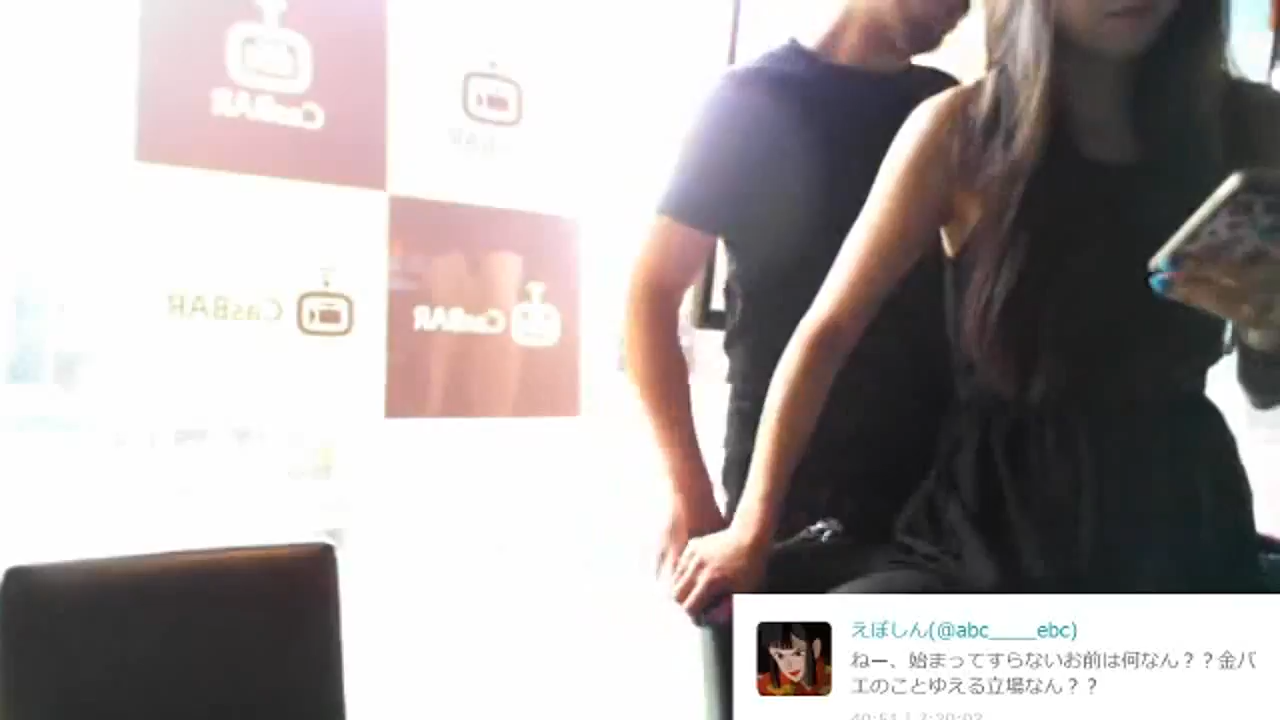 CasBAR
CasBAR
CasBAR
えぼしん(@abc_____ebc)
ねー、始まってすらないお前は何なん？？金バ
エのことゆえる立場なん？？